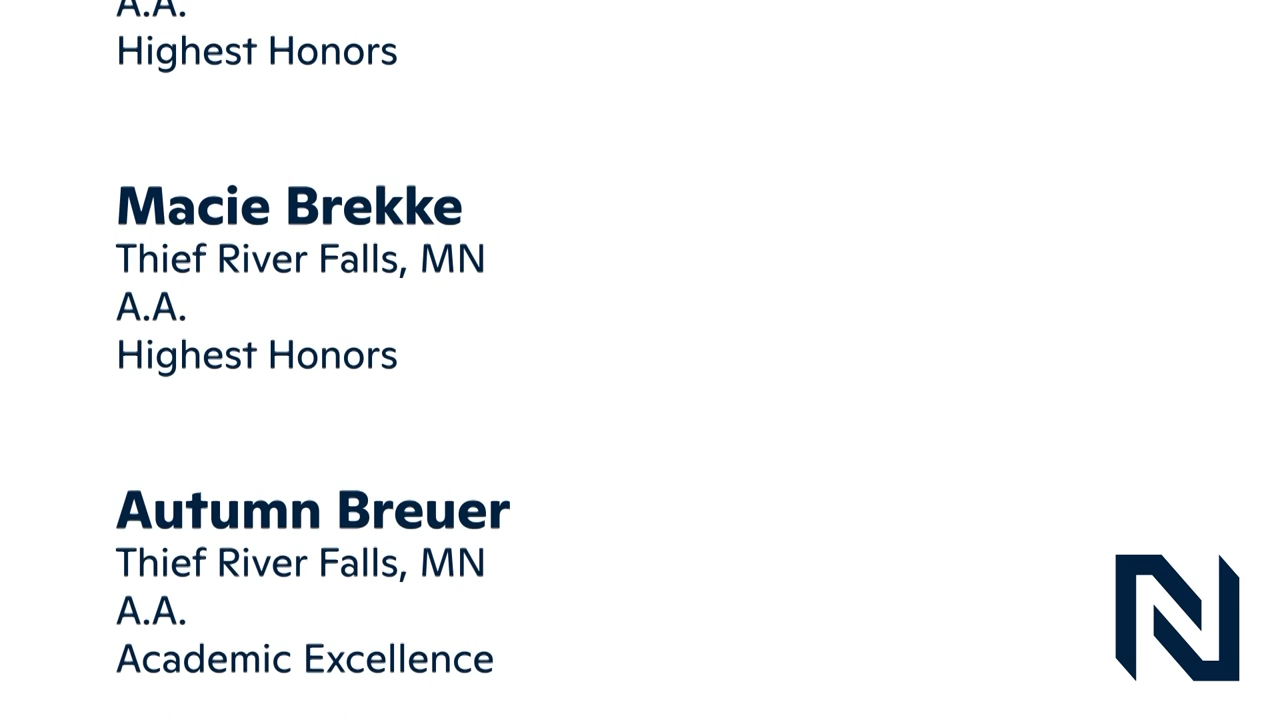 A.A.
Highest Honors
Macie Brekke
Thief River Falls, MN
A.A.
Highest Honors
Autumn Breuer
Thief River Falls, MN
A.A.
Academic Excellence
N